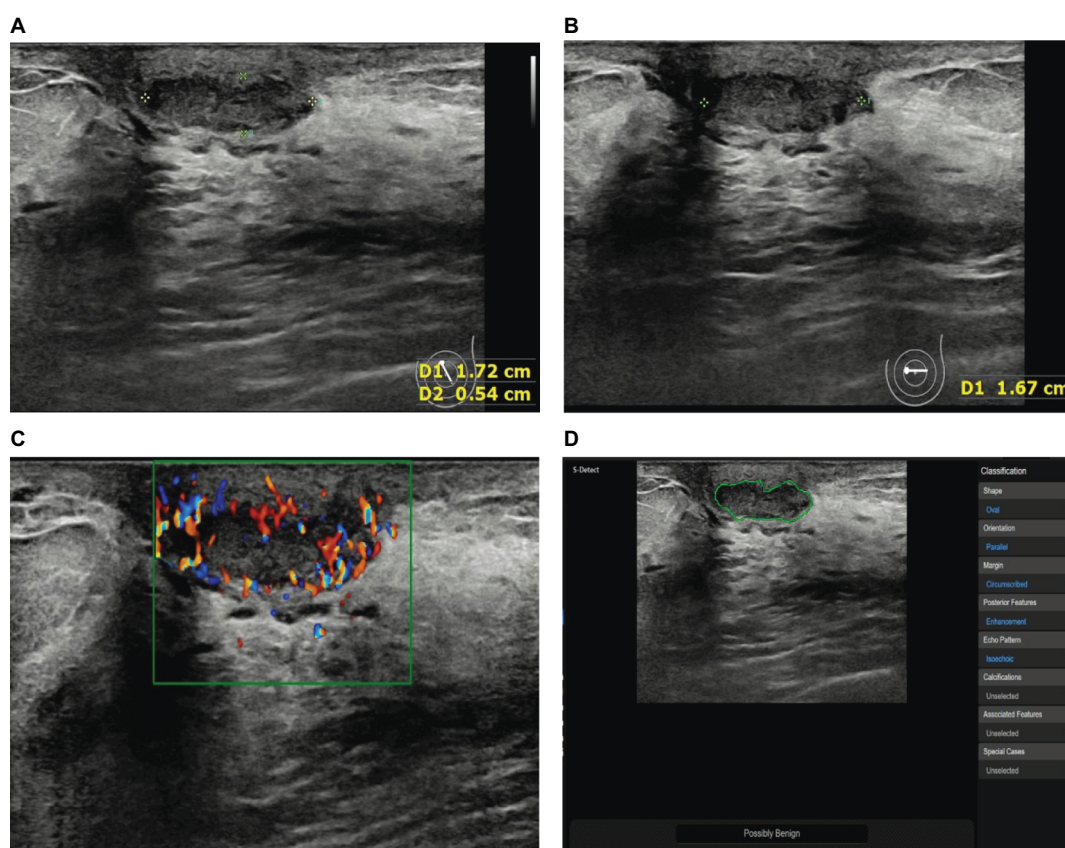 A
B
D1 1.72 cm
D2 0.54 cm
D1 1.67 cm
C
D
S-Detect
Classification
Shape
Oval
Orientation
Parallel
Margin
Circumscribed
Posterior Features
Enhancement
Echo Pattern
Isoechoic
Calcifications
Unselected
Associated Features
Unselected
Special Cases
Unselected
Possibly Benign